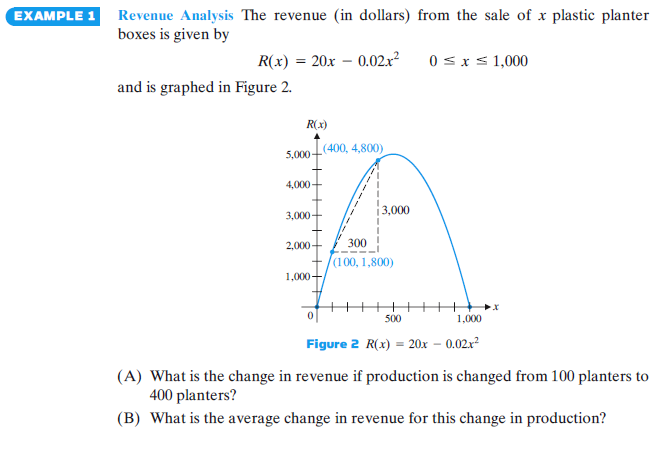 EXAMPLE 1 Revenue Analysis The revenue (in dollars) from the sale of x plastic planter
boxes is given by
R(x) = 20x − 0.02x² 0 ≤ x ≤ 1,000
and is graphed in Figure 2.
R(x)
(400, 4,800)
5,000
4,000
3,000
3,000
2,000
300
(100, 1,800)
1,000
x
0
500
1,000
Figure 2 R(x) = 20x − 0.02x²
(A) What is the change in revenue if production is changed from 100 planters to
400 planters?
(B) What is the average change in revenue for this change in production?